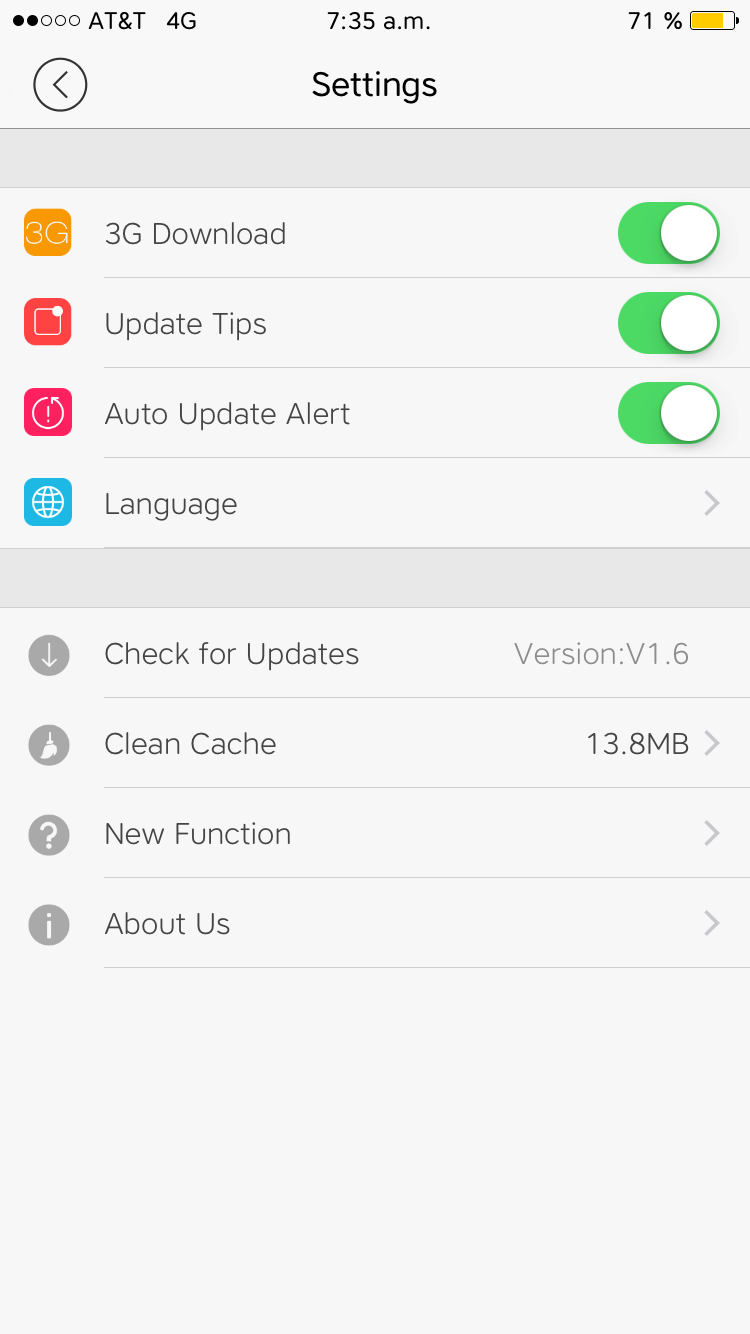 AT&T 4G 7:35 a.m. 71 %
Settings
3G 3G Download
Update Tips
Auto Update Alert
Language
Check for Updates Version:V1.6
Clean Cache 13.8MB
New Function
About Us